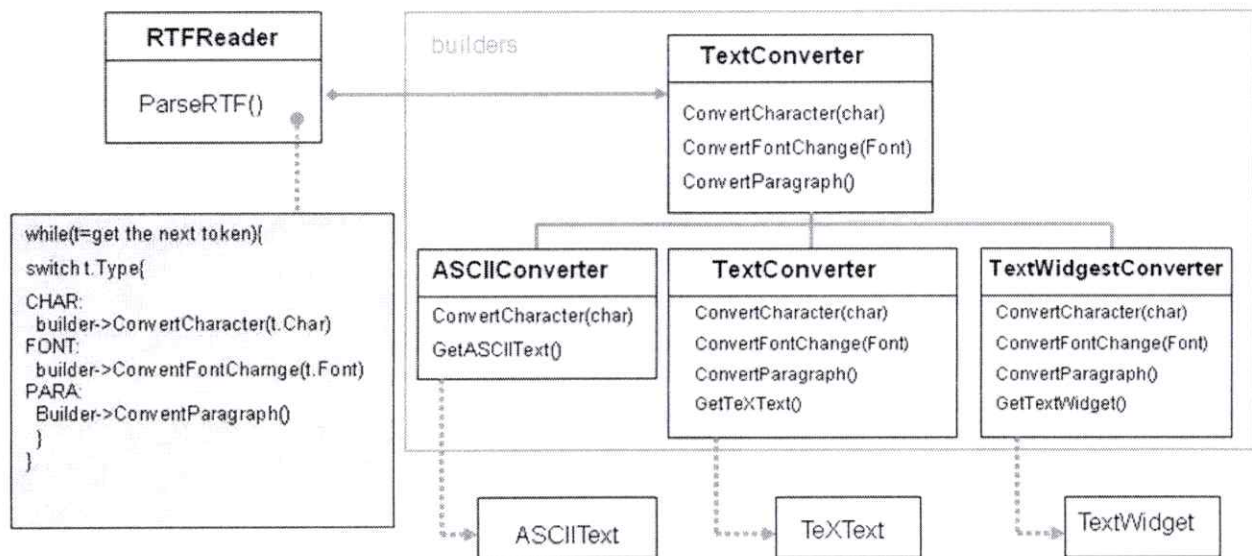 RTFReader
ParseRTF()
while(t=get the next token){
switch t.Type{
CHAR:
builder->ConvertCharacter(t.Char)
FONT:
builder->ConventFontCharnge(t.Font)
PARA:
Builder->ConventParagraph()
}
}
builders
TextConverter
ConvertCharacter(char)
ConvertFontChange(Font)
ConvertParagraph()
ASCIIConverter
ConvertCharacter(char)
GetASCIIText()
TextConverter
ConvertCharacter(char)
ConvertFontChange(Font)
ConvertParagraph()
GetTeXText()
TextWidgestConverter
ConvertCharacter(char)
ConvertFontChange(Font)
ConvertParagraph()
GetTextWidget()
ASCIIText
TeXText
TextWidget